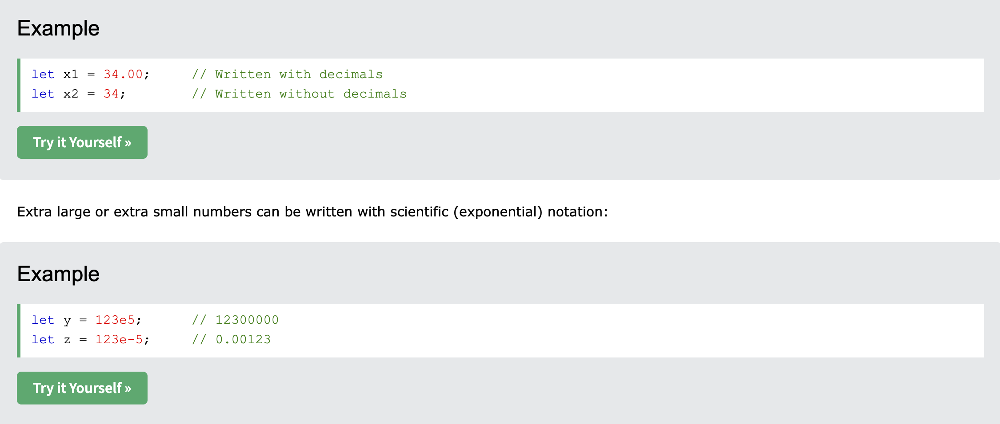 Example
let x1 = 34.00;     // Written with decimals
let x2 = 34;        // Written without decimals
Try it Yourself »
Extra large or extra small numbers can be written with scientific (exponential) notation:
Example
let y = 123e5;      // 12300000
let z = 123e-5;     // 0.00123
Try it Yourself »